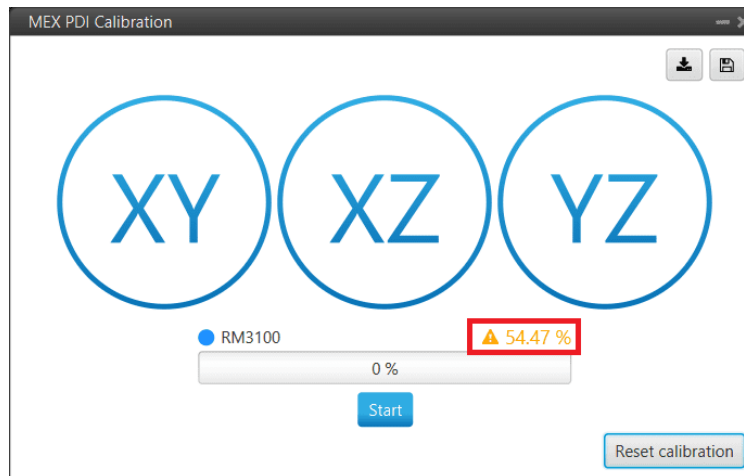 MEX PDI Calibration
XY XZ YZ
RM3100 54.47 %
0 %
Start
Reset calibration